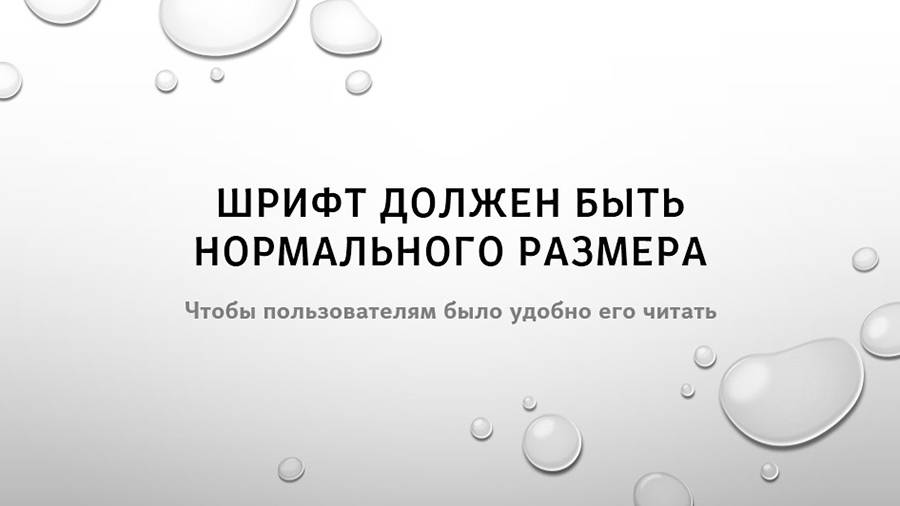 ШРИФТ ДОЛЖЕН БЫТЬ
НОРМАЛЬНОГО РАЗМЕРА
Чтобы пользователям было удобно его читать